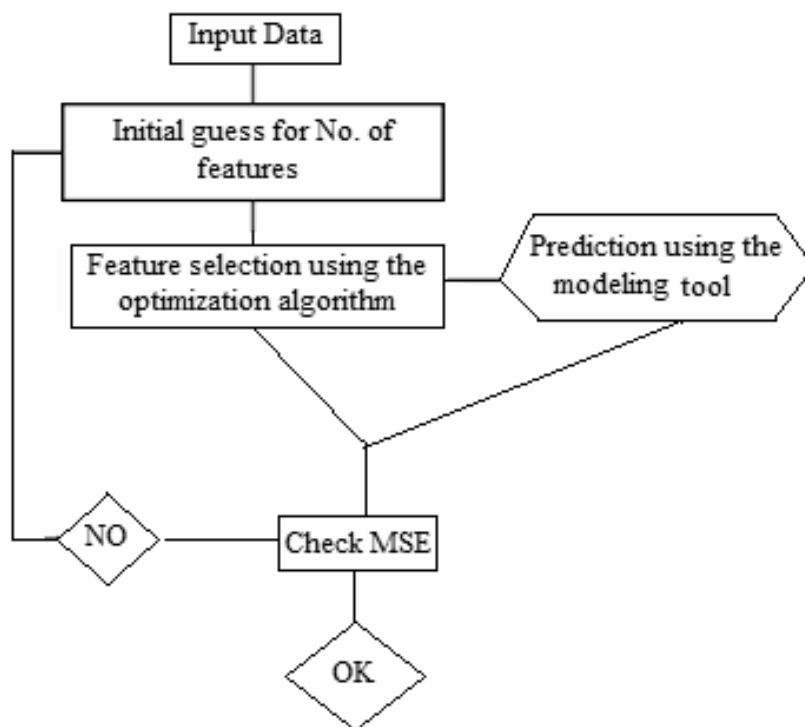 Input Data
Initial guess for No. of
features
Feature selection using the
optimization algorithm
Prediction using the
modeling tool
NO
Check MSE
OK